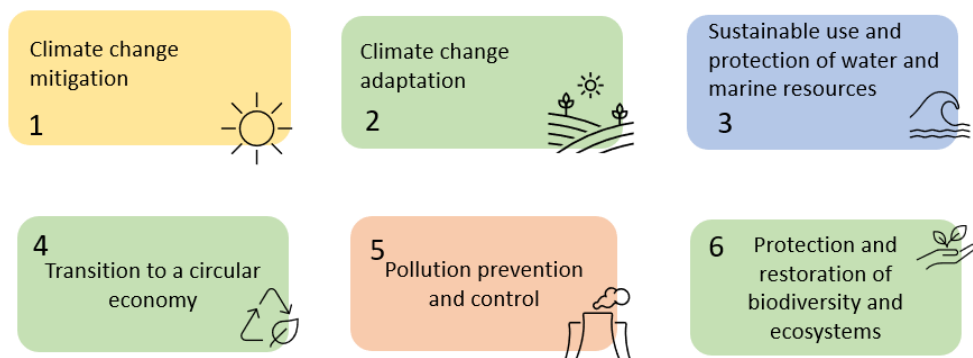 Climate change
mitigation
1
Climate change
adaptation
2
Sustainable use and
protection of water and
marine resources
3
4
Transition to a circular
economy
5
Pollution prevention
and control
6
Protection and
restoration of
biodiversity and
ecosystems